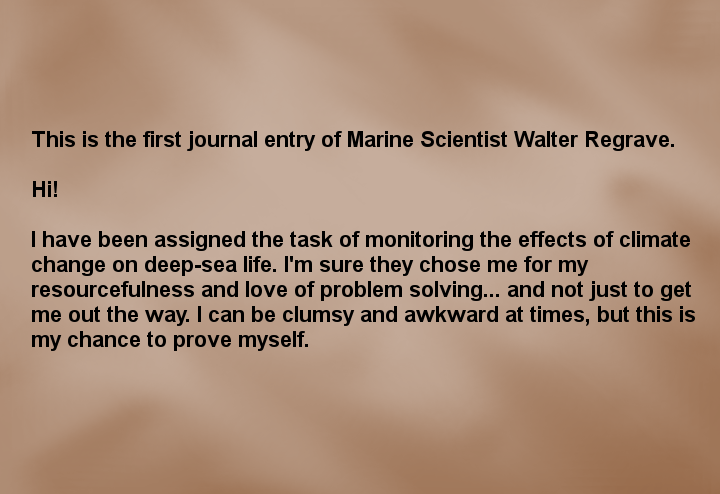 This is the first journal entry of Marine Scientist Walter Regrave.
Hi!
I have been assigned the task of monitoring the effects of climate
change on deep-sea life. I'm sure they chose me for my
resourcefulness and love of problem solving... and not just to get
me out the way. I can be clumsy and awkward at times, but this is
my chance to prove myself.